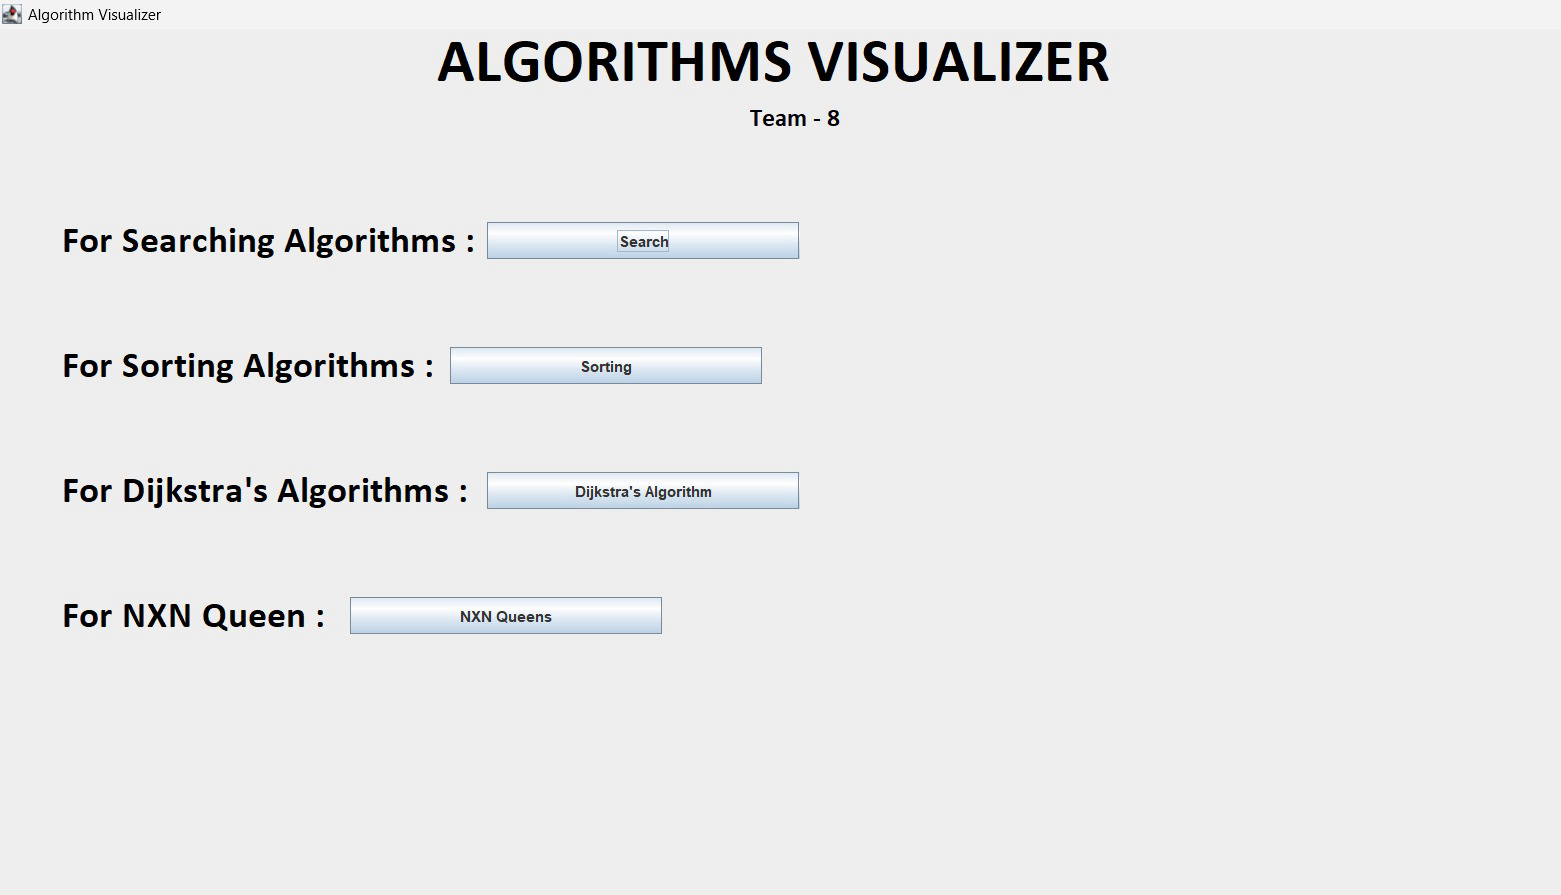 Algorithm Visualizer
ALGORITHMS VISUALIZER
Team - 8
For Searching Algorithms : Search
For Sorting Algorithms : Sorting
For Dijkstra's Algorithms : Dijkstra's Algorithm
For NXN Queen : NXN Queens